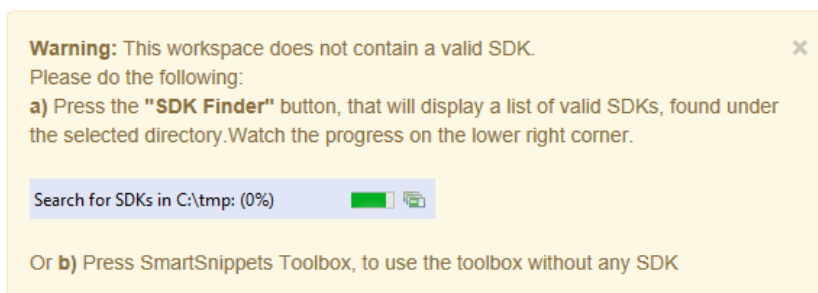 Warning: This workspace does not contain a valid SDK.
Please do the following:
a) Press the "SDK Finder" button, that will display a list of valid SDKs, found under
the selected directory.Watch the progress on the lower right corner.
Search for SDKs in C:\tmp: (0%)
Or b) Press SmartSnippets Toolbox, to use the toolbox without any SDK